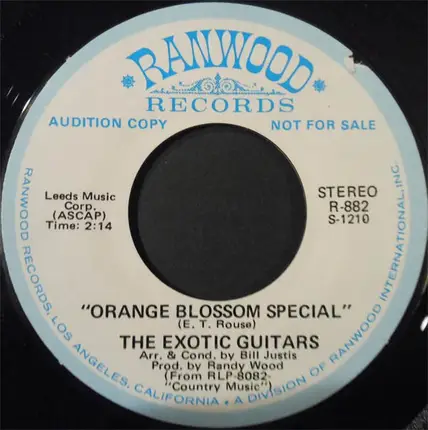 RANWOOD
RECORDS
AUDITION COPY NOT FOR SALE
Leeds Music
Corp.
(ASCAP)
Time: 2:14
STEREO
R-882
S-1210
"ORANGE BLOSSOM SPECIAL"
(E. T. Rouse)
THE EXOTIC GUITARS
Arr. & Cond. by Bill Justis
Prod. by Randy Wood
(From RLP-8082-
"Country Music")
RANWOOD RECORDS, LOS ANGELES, CALIFORNIA • A DIVISION OF RANWOOD INTERNATIONAL, INC.